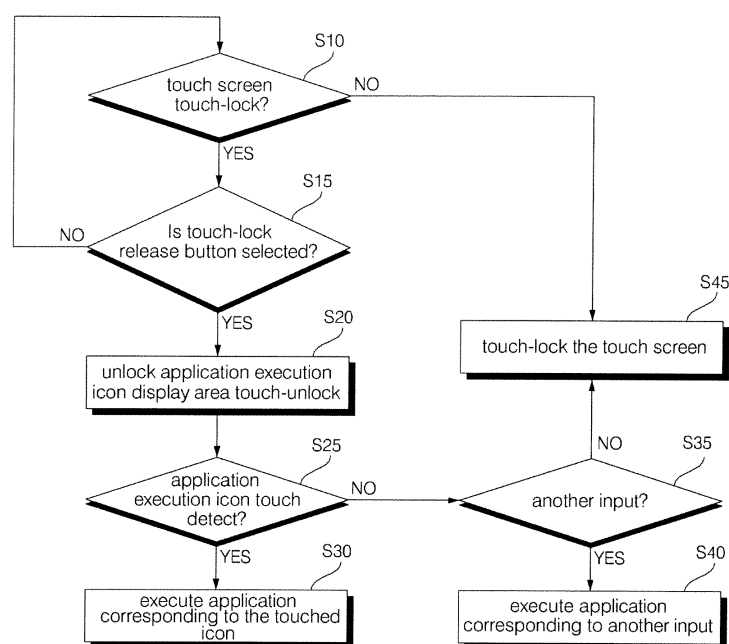 S10
touch screen
touch-lock?
NO
YES
S15
Is touch-lock
release button selected?
NO
YES
S20
unlock application execution
icon display area touch-unlock
S45
touch-lock the touch screen
S25
application
execution icon touch
detect?
NO
YES
S35
another input?
NO
YES
S30
execute application
corresponding to the touched
icon
S40
execute application
corresponding to another input